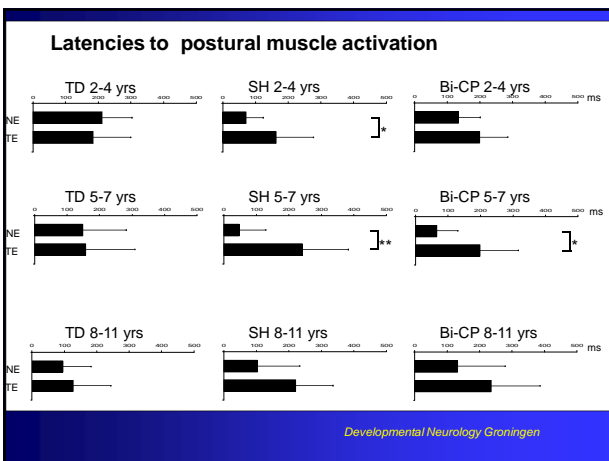 Latencies to postural muscle activation
TD 2-4 yrs SH 2-4 yrs Bi-CP 2-4 yrs
0 100 200 300 400 500 0 100 200 300 400 500 0 100 200 300 400 500 ms
NE
TE *
TD 5-7 yrs SH 5-7 yrs Bi-CP 5-7 yrs
0 100 200 300 400 500 0 100 200 300 400 500 0 100 200 300 400 500 ms
NE
TE ** *
TD 8-11 yrs SH 8-11 yrs Bi-CP 8-11 yrs
0 100 200 300 400 500 0 100 200 300 400 500 0 100 200 300 400 500 ms
NE
TE
Developmental Neurology Groningen